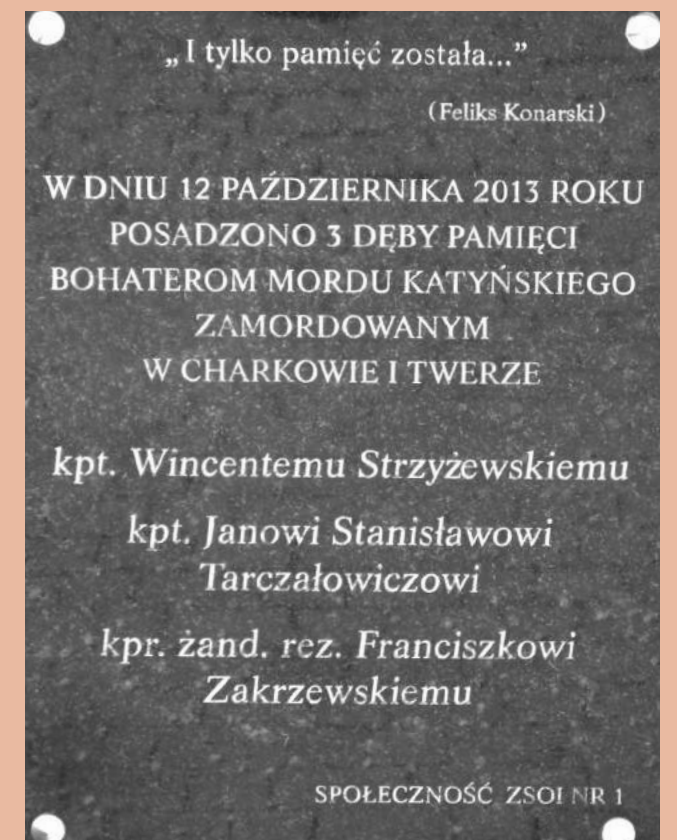 „I tylko pamięć została...”
(Feliks Konarski)
W DNIU 12 PAŹDZIERNIKA 2013 ROKU
POSADZONO 3 DĘBY PAMIĘCI
BOHATEROM MORDU KATYŃSKIEGO
ZAMORDOWANYM
W CHARKOWIE I TWERZE
kpt. Wincentemu Strzyżewskiemu
kpt. Janowi Stanisławowi
Tarczałowiczowi
kpr. żand. rez. Franciszkowi
Zakrzewskiemu
SPOŁECZNOŚĆ ZSOI NR 1